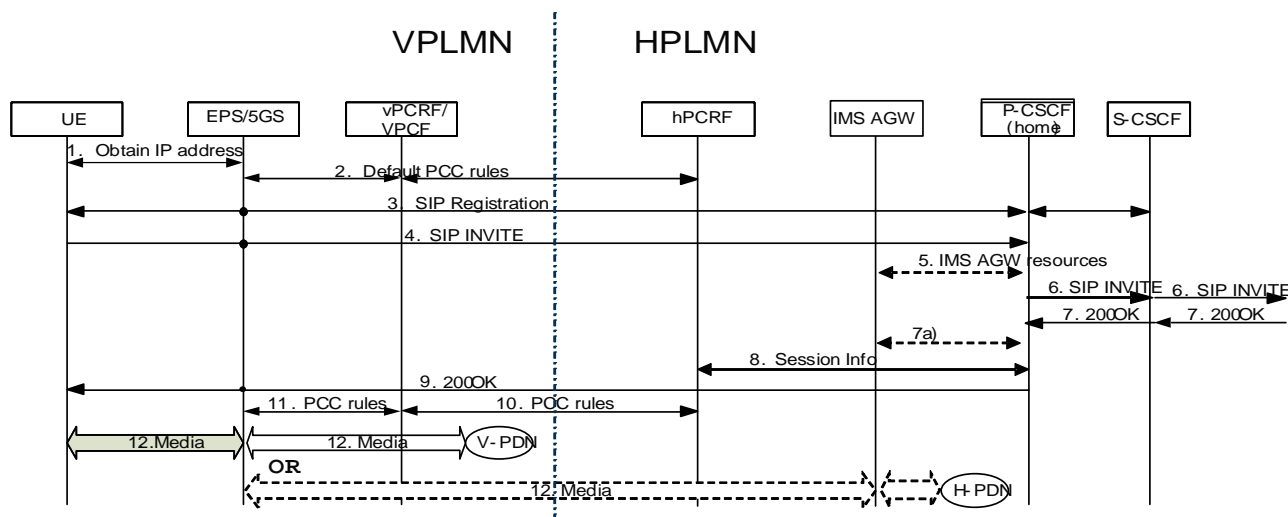 VPLMN
HPLMN
UE
EPS/5GS
vPCRF/
VPCF
hPCRF
IMS AGW
P-CSCF
(home)
S-CSCF
1. Obtain IP address
2. Default PCC rules
3. SIP Registration
4. SIP INVITE
5. IMS AGW resources
6. SIP INVITE
6. SIP INVITE
7. 200OK
7. 200OK
7a)
8. Session Info
9. 200OK
11. PCC rules
10. PCC rules
12.Media
12. Media
V-PDN
OR
12. Media
H-PDN